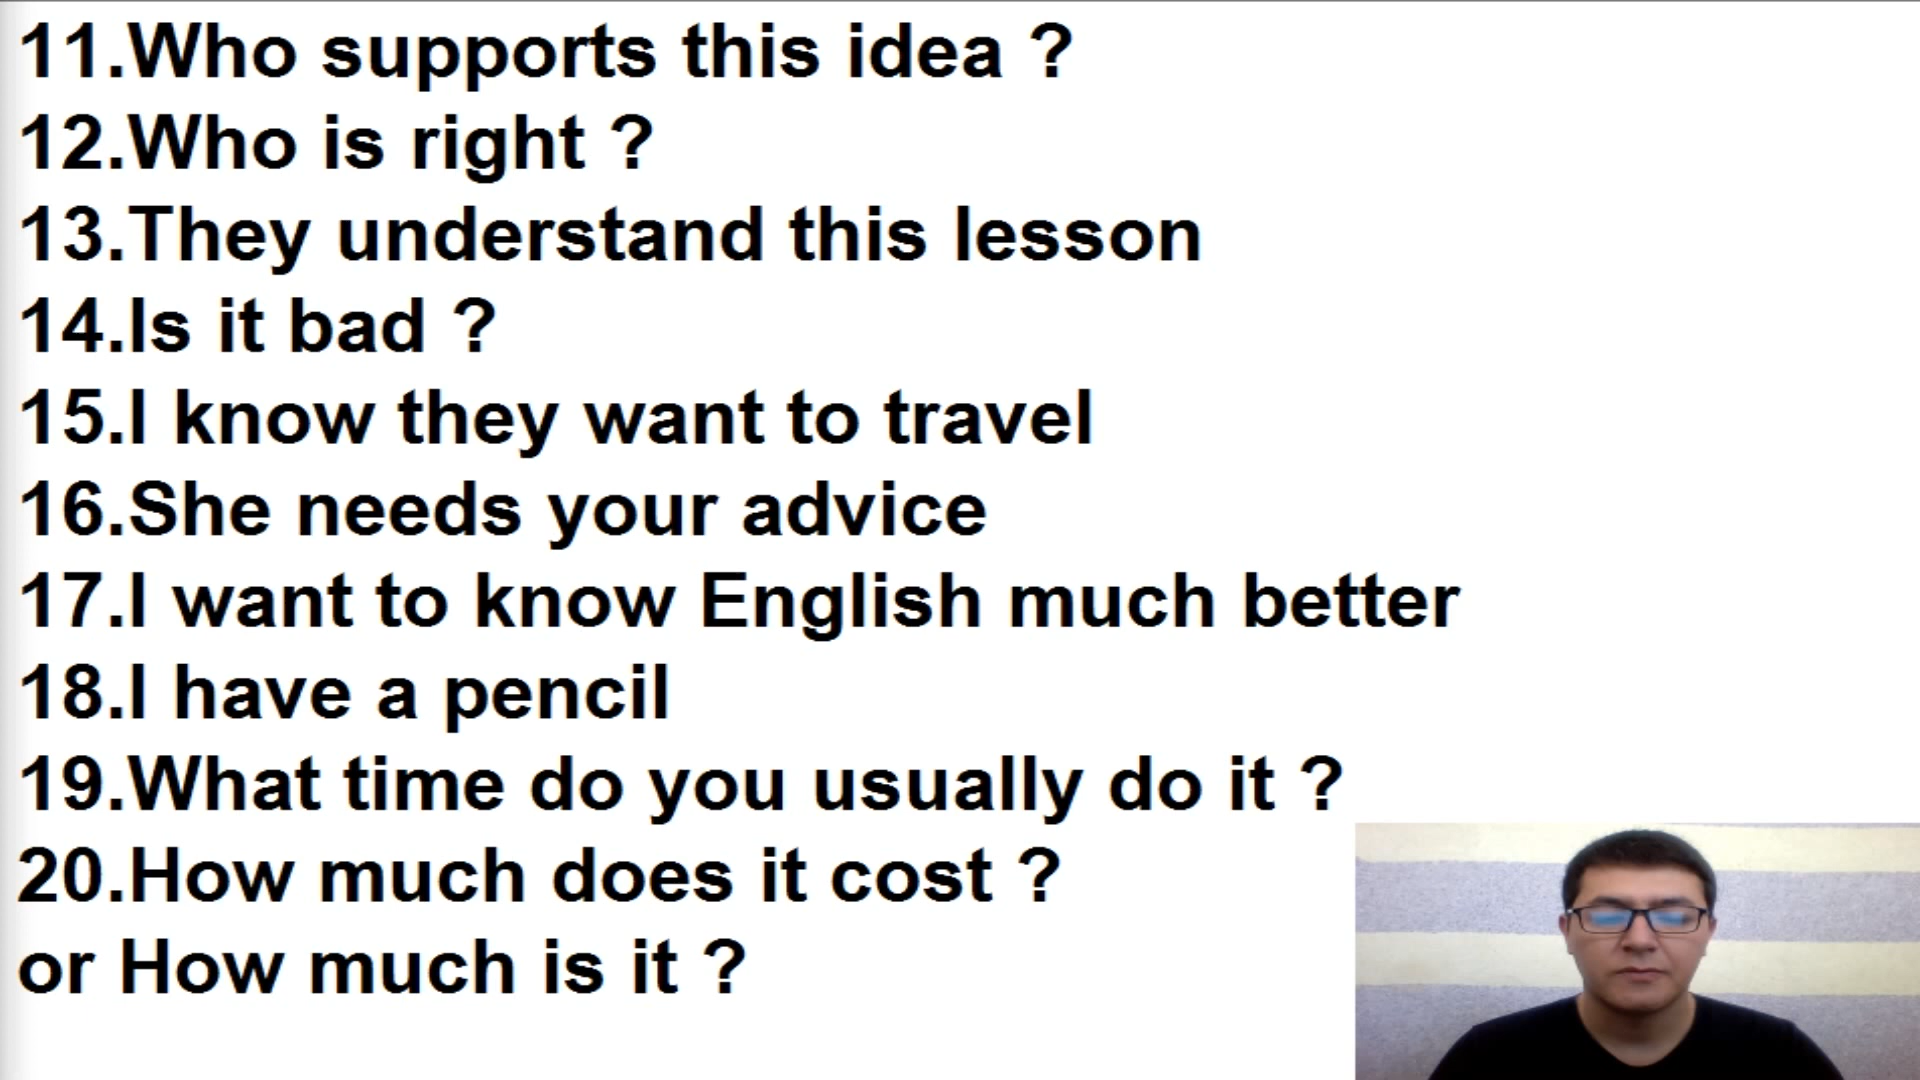 11.Who supports this idea ?
12.Who is right ?
13.They understand this lesson
14.Is it bad ?
15.I know they want to travel
16.She needs your advice
17.I want to know English much better
18.I have a pencil
19.What time do you usually do it ?
20.How much does it cost ?
or How much is it ?